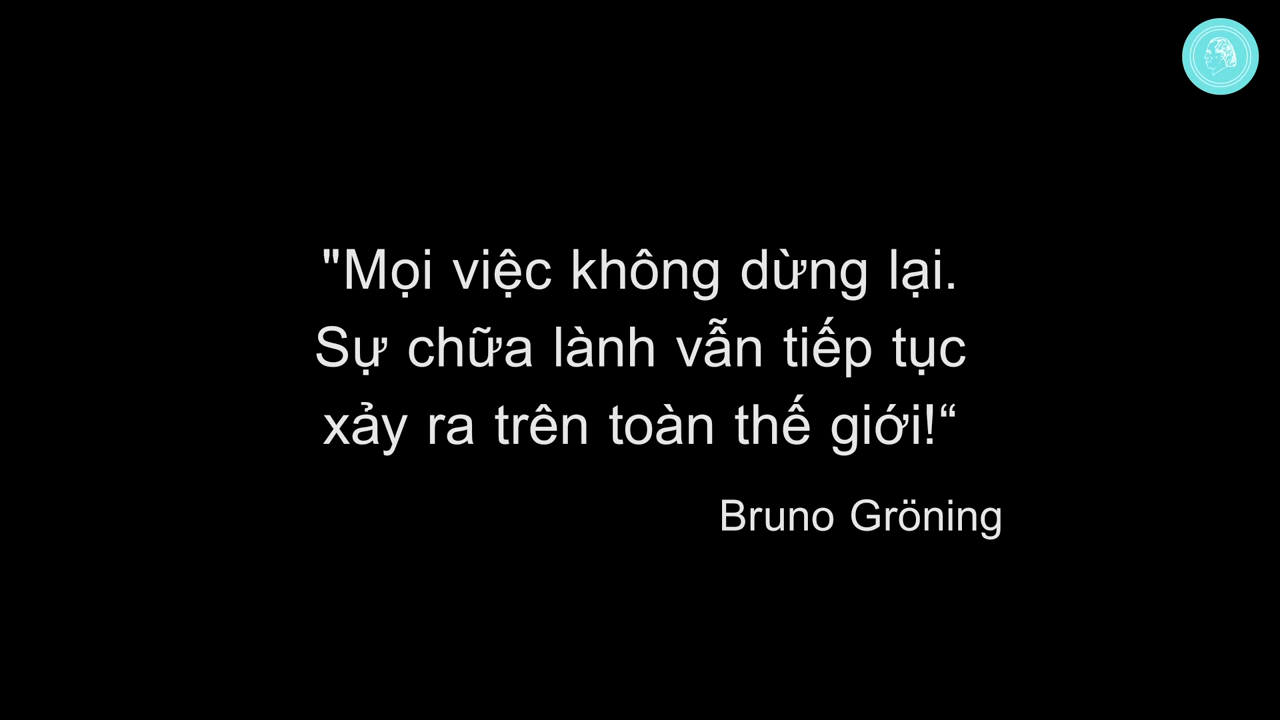 "Mọi việc không dừng lại.
Sự chữa lành vẫn tiếp tục
xảy ra trên toàn thế giới!“
Bruno Gröning